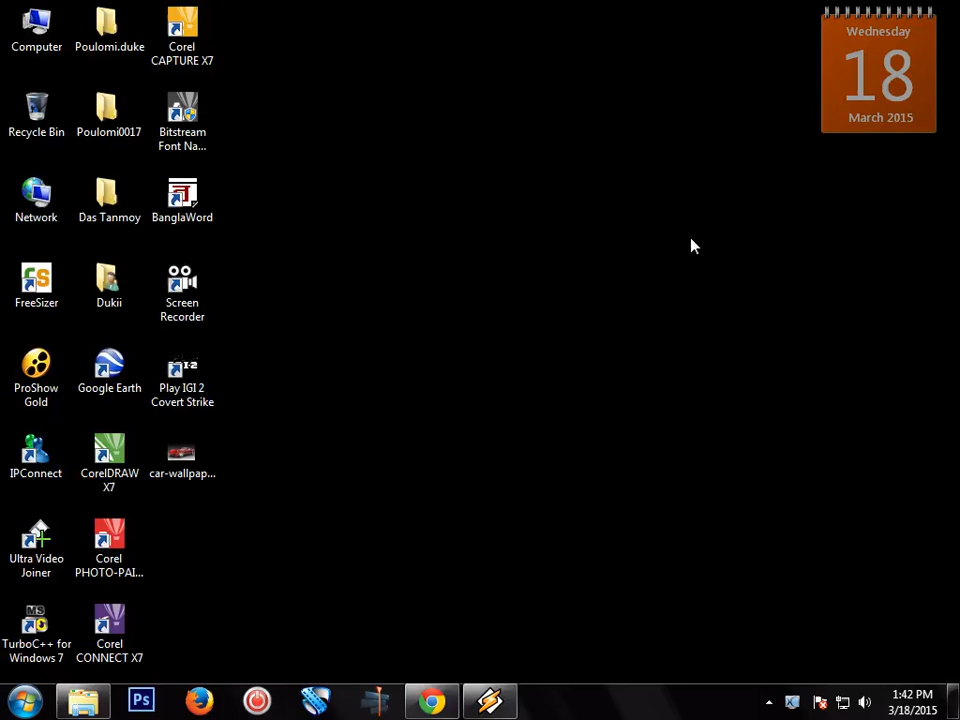 Computer
Poulomi.duke
Corel
CAPTURE X7
Recycle Bin
Poulomi0017
Bitstream
Font Na...
Network
Das Tanmoy
BanglaWord
FreeSizer
Dukii
Screen
Recorder
ProShow
Gold
Google Earth
Play IGI 2
Covert Strike
IPConnect
CorelDRAW
X7
car-wallpap...
Ultra Video
Joiner
Corel
PHOTO-PAI...
TurboC++ for
Windows 7
Corel
CONNECT X7
Wednesday
18
March 2015
Ps
1:42 PM
3/18/2015